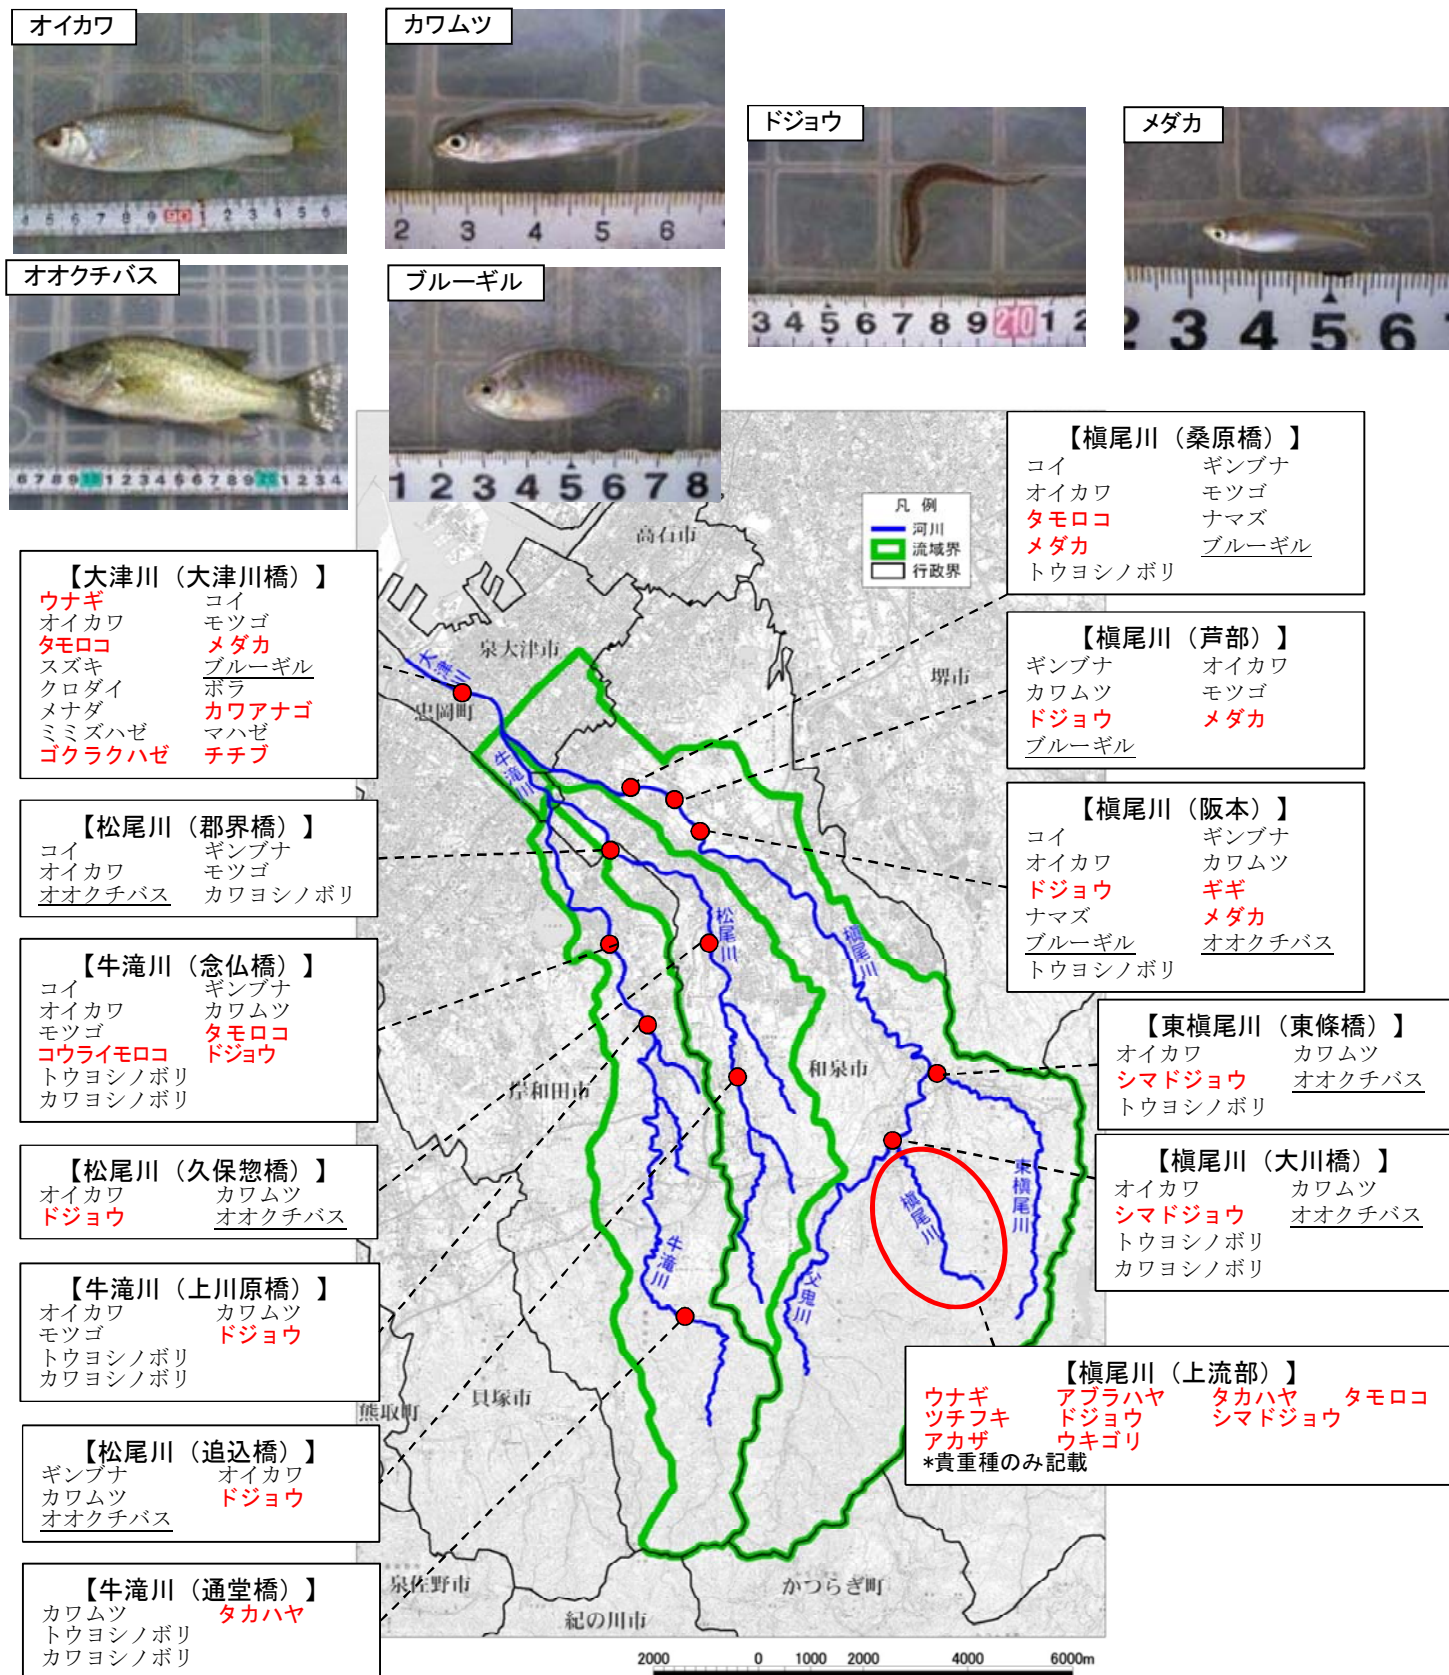 オイカワ
カワムツ
ドジョウ
メダカ
オオクチバス
ブルーギル
【槇尾川（桑原橋）】
コイ ギンブナ
オイカワ モツゴ
タモロコ ナマズ
メダカ ブルーギル
トウヨシノボリ
凡 例
河川
流域界
行政界
高石市
【大津川（大津川橋）】
ウナギ コイ
オイカワ モツゴ
タモロコ メダカ
スズキ ブルーギル
クロダイ ボラ
メナダ カワアナゴ
ミミズハゼ マハゼ
ゴクラクハゼ チチブ
泉大津市
大津川
忠岡町
牛滝川
堺市
【槇尾川（芦部）】
ギンブナ オイカワ
カワムツ モツゴ
ドジョウ メダカ
ブルーギル
【槇尾川（阪本）】
コイ ギンブナ
オイカワ カワムツ
ドジョウ ギギ
ナマズ メダカ
ブルーギル オオクチバス
トウヨシノボリ
【松尾川（郡界橋）】
コイ ギンブナ
オイカワ モツゴ
オオクチバス カワヨシノボリ
松尾川
槇尾川
【牛滝川（念仏橋）】
コイ ギンブナ
オイカワ カワムツ
モツゴ タモロコ
コウライモロコ ドジョウ
トウヨシノボリ
カワヨシノボリ
【東槇尾川（東條橋）】
オイカワ カワムツ
シマドジョウ オオクチバス
トウヨシノボリ
和泉市
岸和田市
【松尾川（久保惣橋）】
オイカワ カワムツ
ドジョウ オオクチバス
【槇尾川（大川橋）】
オイカワ カワムツ
シマドジョウ オオクチバス
トウヨシノボリ
カワヨシノボリ
東槇尾川
槇尾川
牛滝川
父鬼川
【牛滝川（上川原橋）】
オイカワ カワムツ
モツゴ ドジョウ
トウヨシノボリ
カワヨシノボリ
【槇尾川（上流部）】
ウナギ アブラハヤ タカハヤ タモロコ
ツチフキ ドジョウ シマドジョウ
アカザ ウキゴリ
*貴重種のみ記載
貝塚市
熊取町
【松尾川（追込橋）】
ギンブナ オイカワ
カワムツ ドジョウ
オオクチバス
【牛滝川（通堂橋）】
カワムツ タカハヤ
トウヨシノボリ
カワヨシノボリ
泉佐野市
紀の川市
かつらぎ町
2000 0 1000 2000 4000 6000m